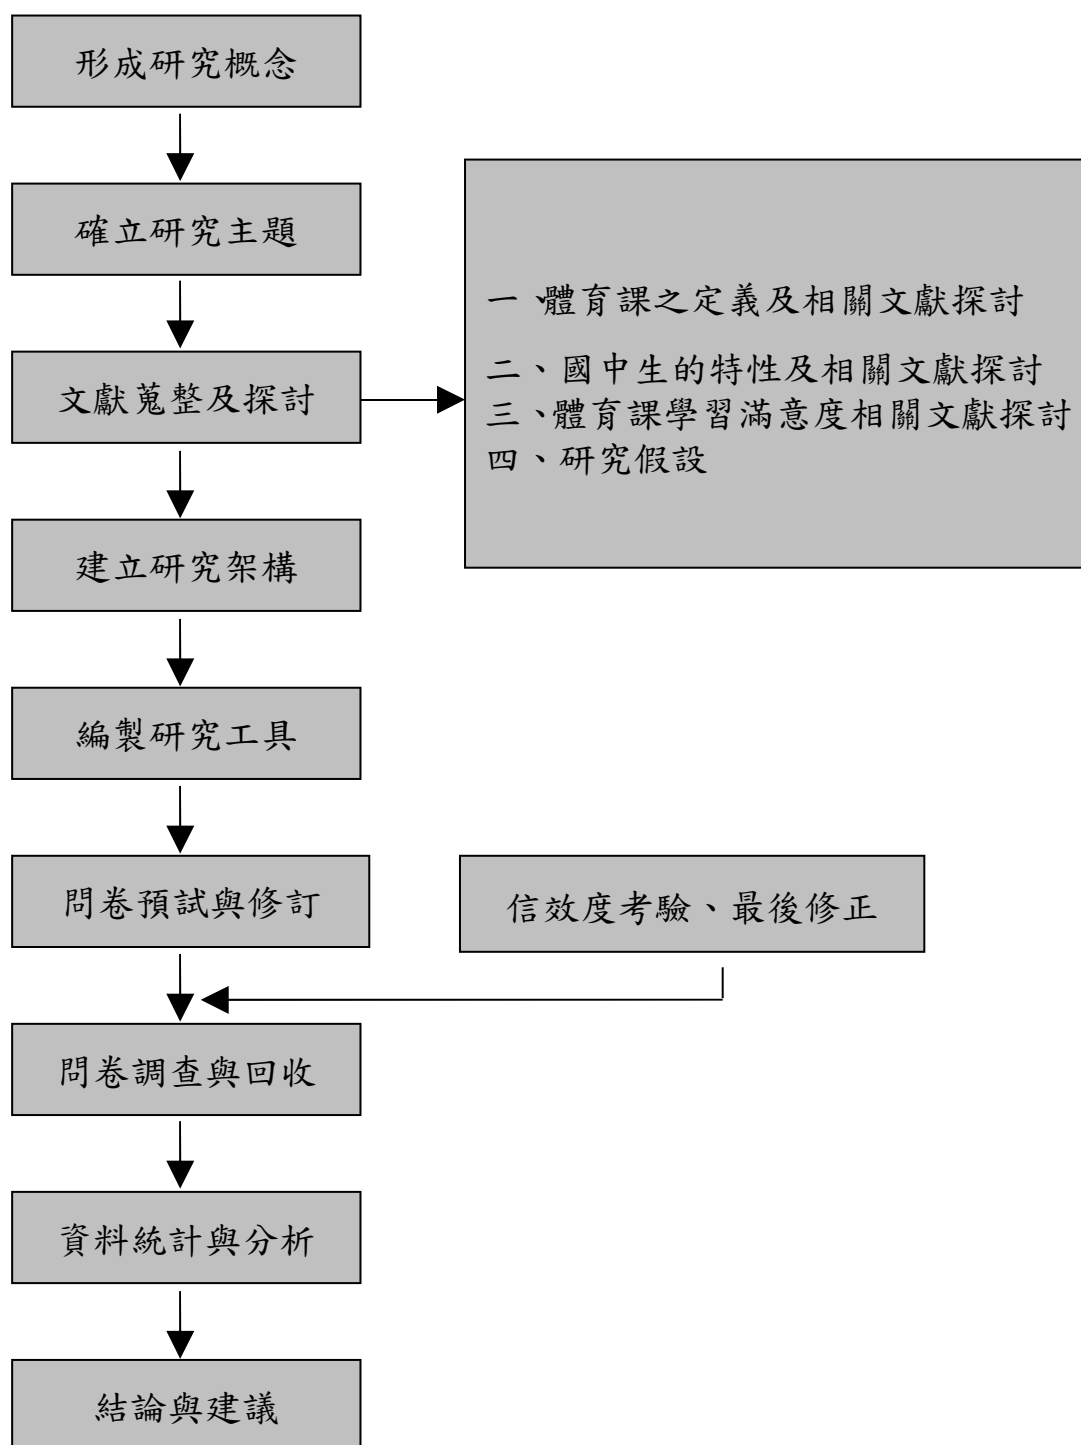 形成研究概念
確立研究主題
文獻蒐整及探討
一、體育課之定義及相關文獻探討
二、國中生的特性及相關文獻探討
三、體育課學習滿意度相關文獻探討
四、研究假設
建立研究架構
編製研究工具
問卷預試與修訂
信效度考驗、最後修正
問卷調查與回收
資料統計與分析
結論與建議